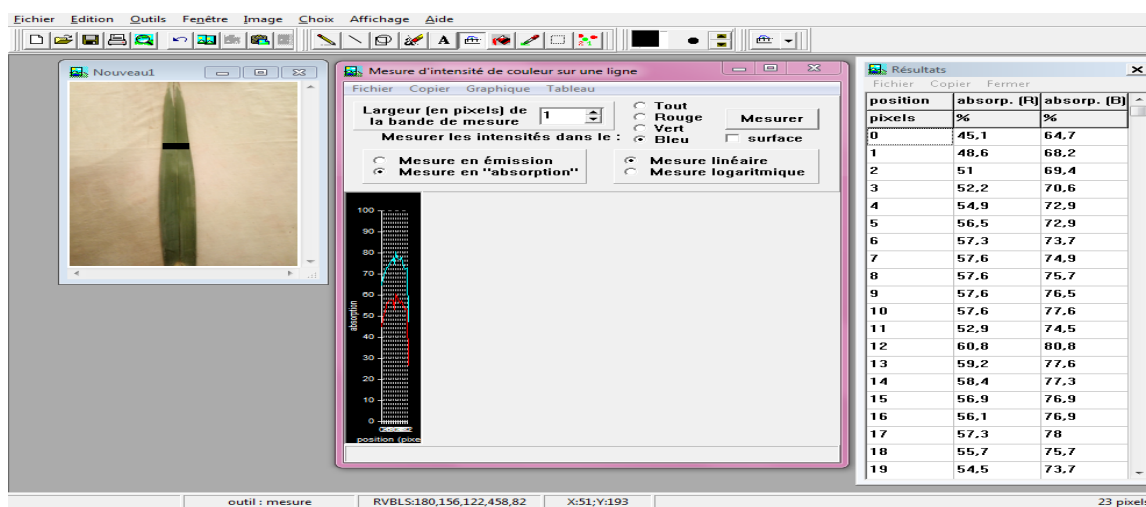 Fichier Edition Outils Fenêtre Image Choix Affichage Aide
A
Nouveau1
Mesure d'intensité de couleur sur une ligne
Fichier Copier Graphique Tableau
Largeur (en pixels) de
la bande de mesure
1
Tout
Rouge
Vert
Bleu
Mesurer
Mesurer les intensités dans le :
surface
Mesure en émission
Mesure en "absorption"
Mesure linéaire
Mesure logaritmique
100
90
80
70
60
50
40
30
20
10
0
absorption
position (pixe
Résultats
Fichier Copier Fermer
position absorp. (R) absorp. (B)
pixels % %
0 45,1 64,7
1 48,6 68,2
2 51 69,4
3 52,2 70,6
4 54,9 72,9
5 56,5 72,9
6 57,3 73,7
7 57,6 74,9
8 57,6 75,7
9 57,6 76,5
10 57,6 77,6
11 52,9 74,5
12 60,8 80,8
13 59,2 77,6
14 58,4 77,3
15 56,9 76,9
16 56,1 76,9
17 57,3 78
18 55,7 75,7
19 54,5 73,7
outil : mesure RVBLS:180,156,122,458,82 X:51;Y:193 23 pixels